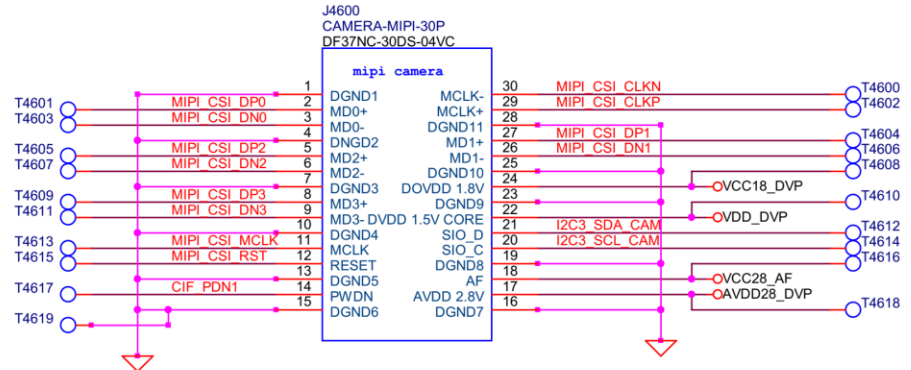 J4600
CAMERA-MIPI-30P
DF37NC-30DS-04VC
mipi camera
1 DGND1 MCLK- 30 MIPI_CSI_CLKN T4600
T4601 MIPI_CSI_DP0 2 MD0+ MCLK+ 29 MIPI_CSI_CLKP T4602
T4603 MIPI_CSI_DN0 3 MD0- DGND11 28
4 DNGD2 MD1+ 27 MIPI_CSI_DP1 T4604
T4605 MIPI_CSI_DP2 5 MD2+ MD1- 26 MIPI_CSI_DN1 T4606
T4607 MIPI_CSI_DN2 6 MD2- DGND10 25 T4608
7 DGND3 DOVDD 1.8V 24 VCC18_DVP
T4609 MIPI_CSI_DP3 8 MD3+ DGND9 23 T4610
T4611 MIPI_CSI_DN3 9 MD3- DVDD 1.5V CORE 22 VDD_DVP
10 DGND4 SIO_D 21 I2C3_SDA_CAM T4612
T4613 MIPI_CSI_MCLK 11 MCLK SIO_C 20 I2C3_SCL_CAM T4614
T4615 MIPI_CSI_RST 12 RESET DGND8 19 T4616
13 DGND5 AF 18 VCC28_AF
T4617 CIF_PDN1 14 PWDN AVDD 2.8V 17 AVDD28_DVP
15 DGND6 DGND7 16 T4618
T4619